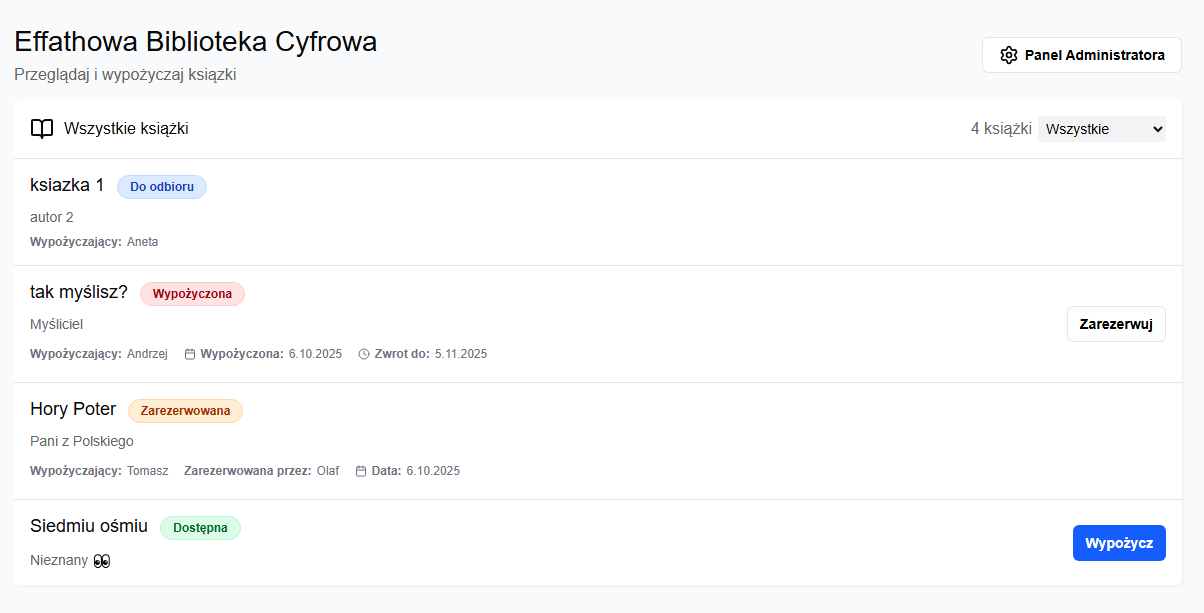 Effathowa Biblioteka Cyfrowa
Przeglądaj i wypożyczaj ksiązki
Panel Administratora
Wszystkie książki
4 książki Wszystkie
ksiazka 1 Do odbioru
autor 2
Wypożyczający: Aneta
tak myślisz? Wypożyczona
Myśliciel
Zarezerwuj
Wypożyczający: Andrzej Wypożyczona: 6.10.2025 Zwrot do: 5.11.2025
Hory Poter Zarezerwowana
Pani z Polskiego
Wypożyczający: Tomasz Zarezerwowana przez: Olaf Data: 6.10.2025
Siedmiu ośmiu Dostępna
Wypożycz
Nieznany 👀